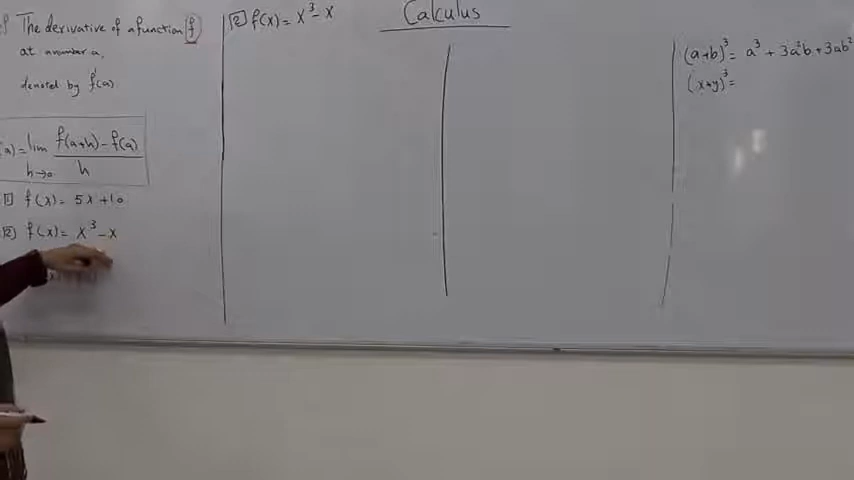 The derivative of a function f
at a number a,
denoted by f'(a)
(a) = lim h→0 f(a+h) - f(a) / h
1 f(x) = 5x + 10
2 f(x) = x³ - x
2 f(x) = x³ - x
Calculus
(a+b)³ = a³ + 3a²b + 3ab²
(x+y)³ =